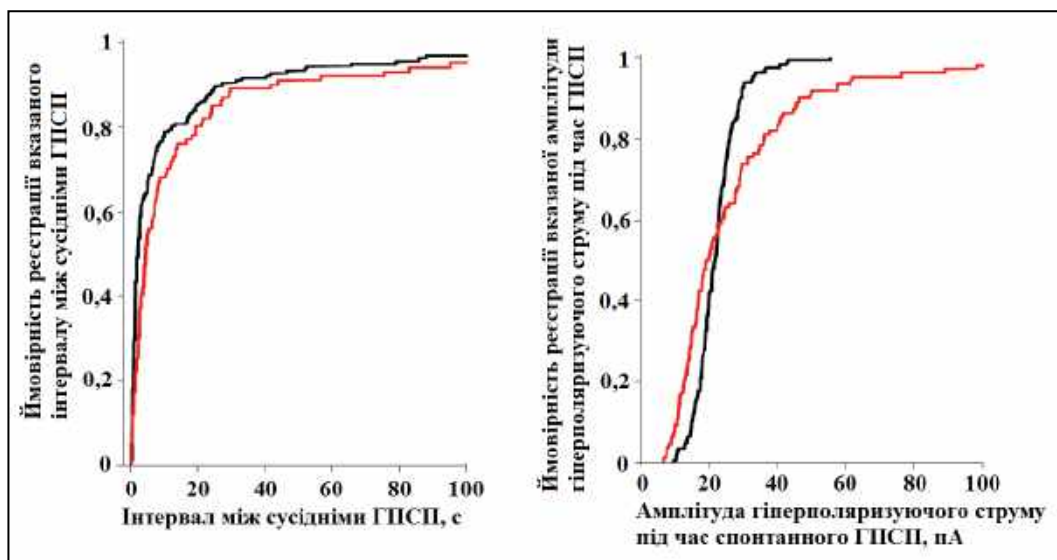 Ймовірність реєстрації вказаного
інтервалу між сусідніми ГПСП
1
0,8
0,6
0,4
0,2
0
0 20 40 60 80 100
Інтервал між сусідніми ГПСП, с
Ймовірність реєстрації вказаної амплітуди
гіперполяризуючого струму під час ГПСП
1
0,8
0,6
0,4
0,2
0
0 20 40 60 80 100
Амплітуда гіперполяризуючого струму
під час спонтанного ГПСП, пА